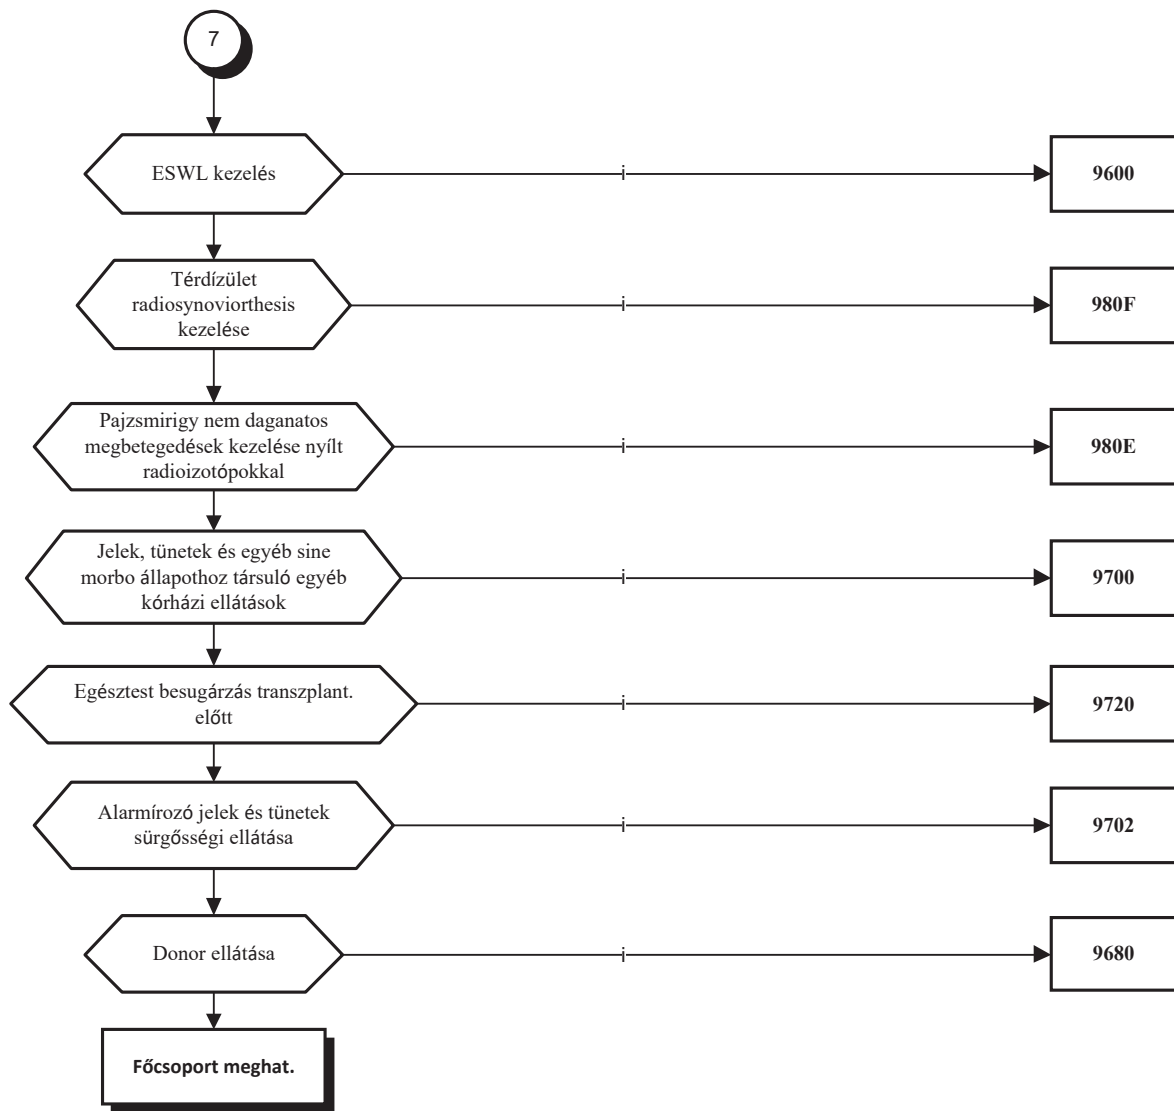 7
ESWL kezelés
i
9600
Térdízület
radiosynoviorthesis
kezelése
i
980F
Pajzsmirigy nem daganatos
megbetegedések kezelése nyílt
radioizotópokkal
i
980E
Jelek, tünetek és egyéb sine
morbo állapothoz társuló egyéb
kórházi ellátások
i
9700
Egésztest besugárzás transzplant.
előtt
i
9720
Alarmírozó jelek és tünetek
sürgősségi ellátása
i
9702
Donor ellátása
i
9680
Főcsoport meghat.